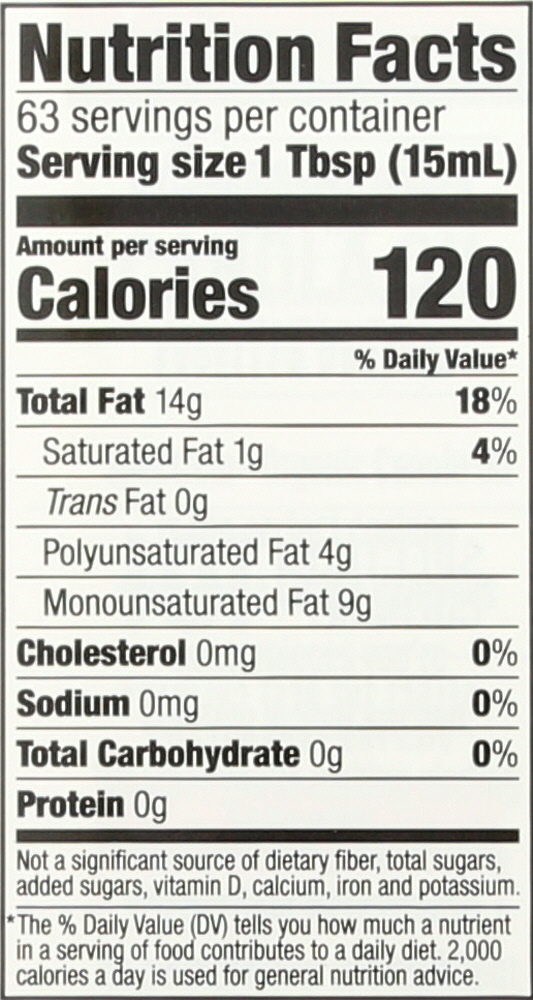 Nutrition Facts
63 servings per container
Serving size 1 Tbsp (15mL)
Amount per serving
Calories 120
% Daily Value*
Total Fat 14g 18%
Saturated Fat 1g 4%
Trans Fat 0g
Polyunsaturated Fat 4g
Monounsaturated Fat 9g
Cholesterol 0mg 0%
Sodium 0mg 0%
Total Carbohydrate 0g 0%
Protein 0g
Not a significant source of dietary fiber, total sugars,
added sugars, vitamin D, calcium, iron and potassium.
*The % Daily Value (DV) tells you how much a nutrient
in a serving of food contributes to a daily diet. 2,000
calories a day is used for general nutrition advice.